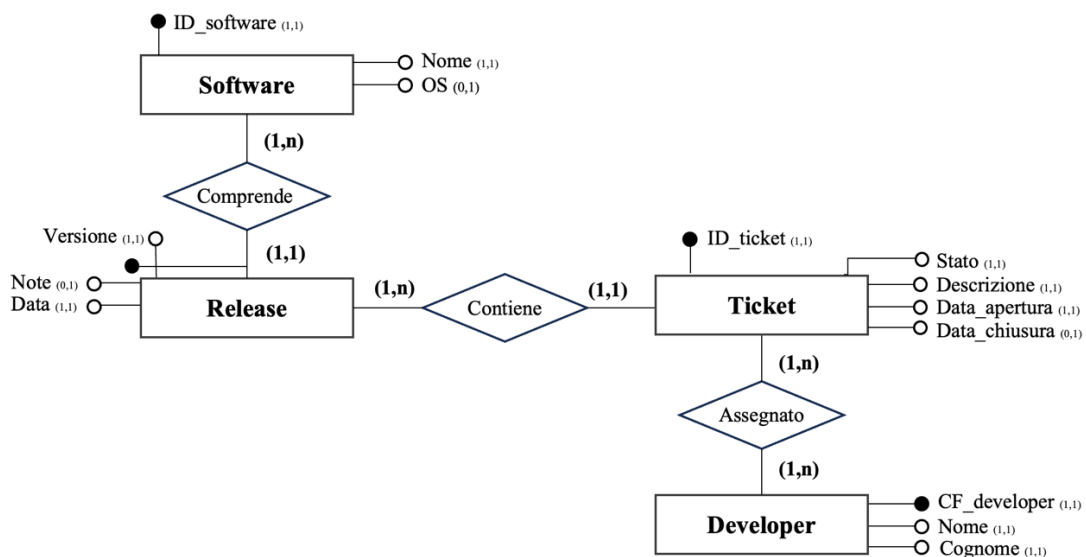 ID_software (1,1)
Software
Nome (1,1)
OS (0,1)
(1,n)
Comprende
(1,1)
Versione (1,1)
Note (0,1)
Data (1,1)
Release
(1,n)
Contiene
(1,1)
ID_ticket (1,1)
Ticket
Stato (1,1)
Descrizione (1,1)
Data_apertura (1,1)
Data_chiusura (0,1)
(1,n)
Assegnato
(1,n)
Developer
CF_developer (1,1)
Nome (1,1)
Cognome (1,1)